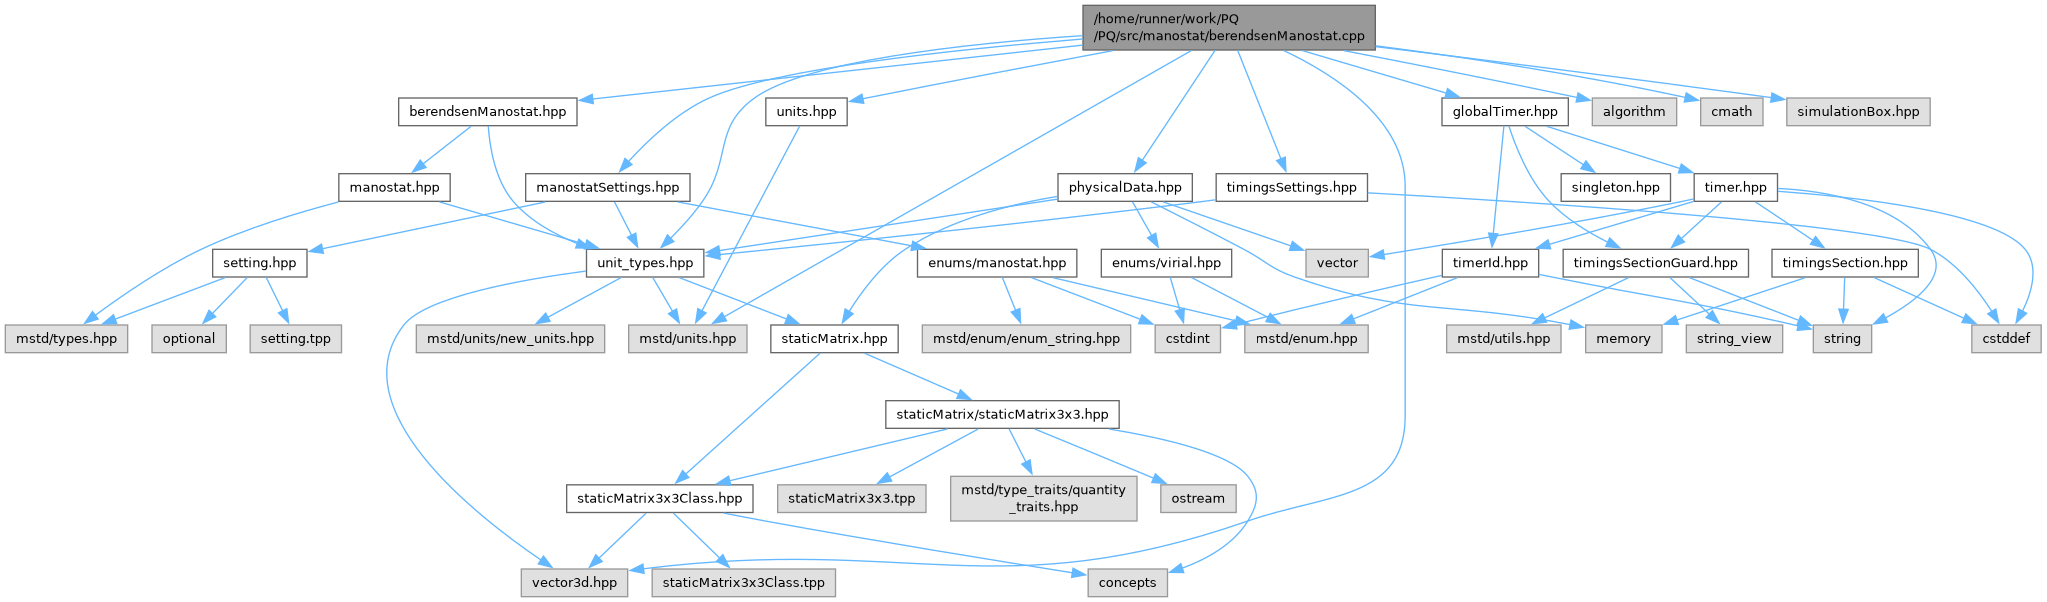 /home/runner/work/PQ
/PQ/src/manostat/berendsenManostat.cpp
berendsenManostat.hpp
units.hpp
globalTimer.hpp
algorithm
cmath
simulationBox.hpp
manostat.hpp
manostatSettings.hpp
physicalData.hpp
timingsSettings.hpp
singleton.hpp
timer.hpp
setting.hpp
unit_types.hpp
enums/manostat.hpp
enums/virial.hpp
vector
timerId.hpp
timingsSectionGuard.hpp
timingsSection.hpp
mstd/types.hpp
optional
setting.tpp
mstd/units/new_units.hpp
mstd/units.hpp
staticMatrix.hpp
mstd/enum/enum_string.hpp
cstdint
mstd/enum.hpp
mstd/utils.hpp
memory
string_view
string
cstddef
staticMatrix/staticMatrix3x3.hpp
staticMatrix3x3Class.hpp
staticMatrix3x3.tpp
mstd/type_traits/quantity
_traits.hpp
ostream
vector3d.hpp
staticMatrix3x3Class.tpp
concepts